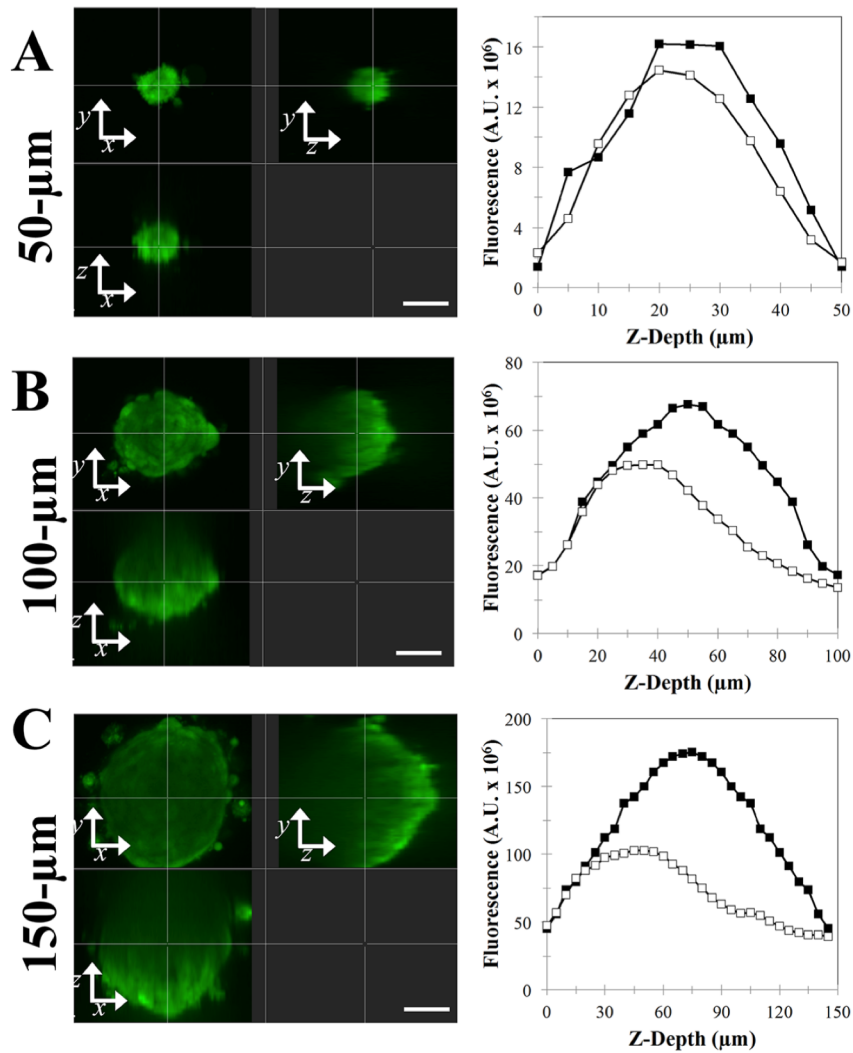 A
50-µm
y
x
y
z
z
x
Fluorescence (A.U. x 10⁶)
16
12
8
4
0
0 10 20 30 40 50
Z-Depth (µm)
B
100-µm
y
x
y
z
z
x
Fluorescence (A.U. x 10⁶)
80
60
40
20
0
0 20 40 60 80 100
Z-Depth (µm)
C
150-µm
y
x
y
z
z
x
Fluorescence (A.U. x 10⁶)
200
150
100
50
0
0 30 60 90 120 150
Z-Depth (µm)